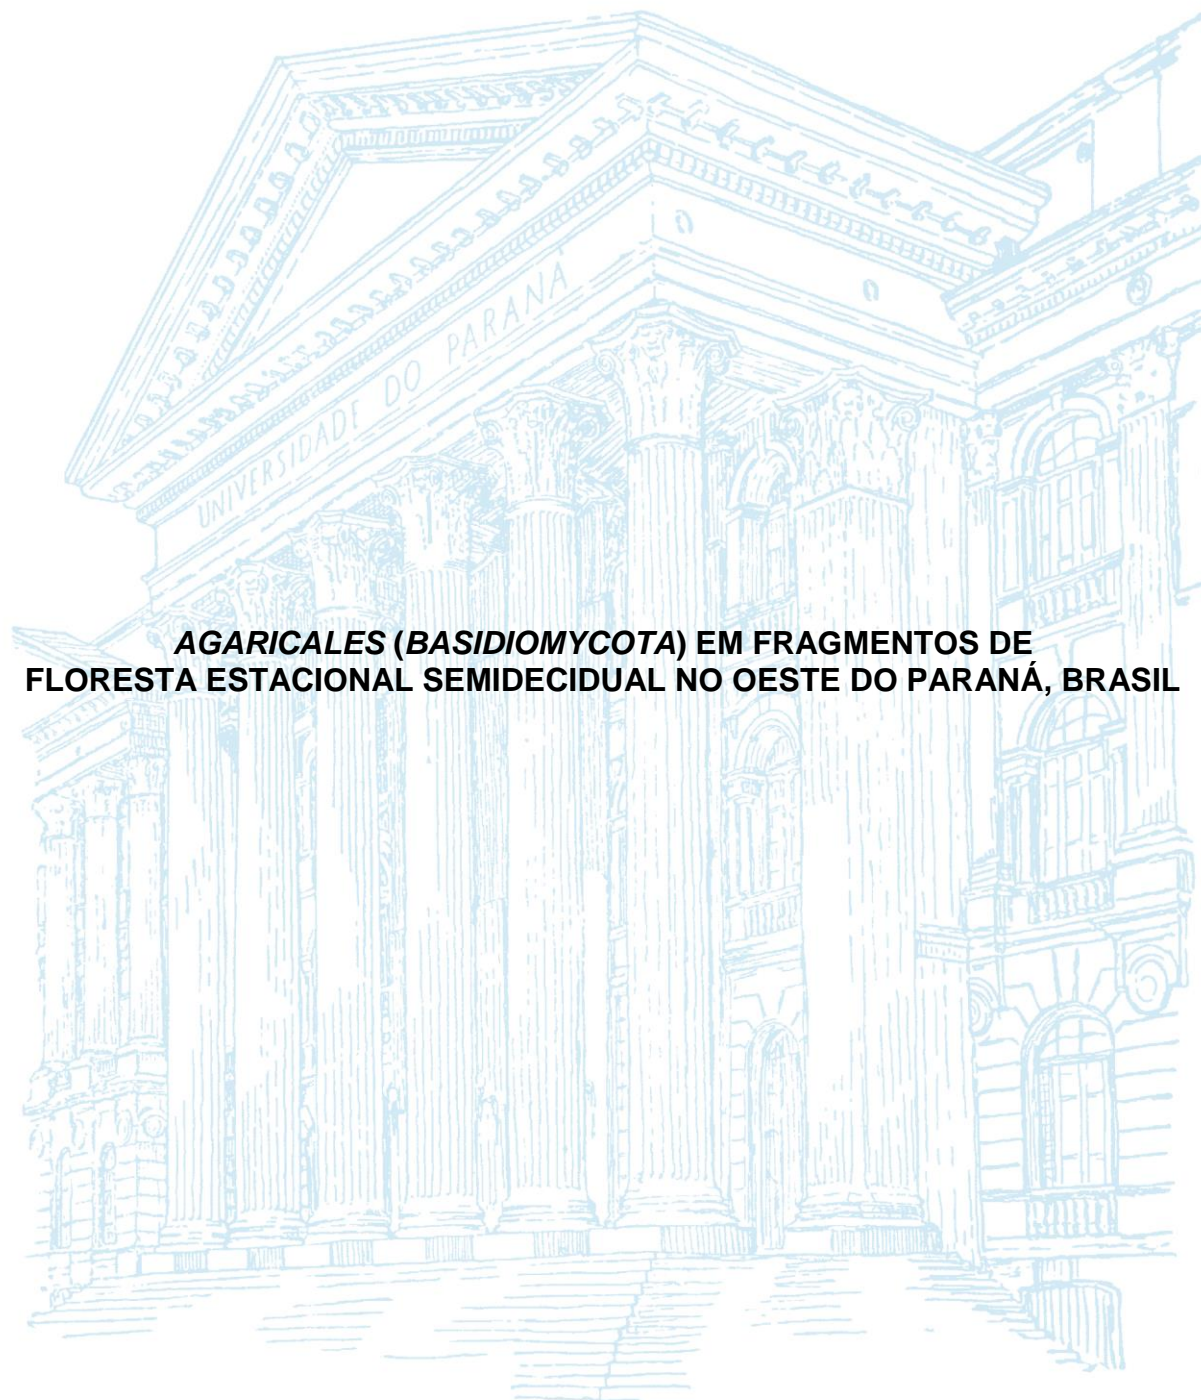 UNIVERSIDADE DO PARANÁ
AGARICALES (BASIDIOMYCOTA) EM FRAGMENTOS DE
FLORESTA ESTACIONAL SEMIDECIDUAL NO OESTE DO PARANÁ, BRASIL